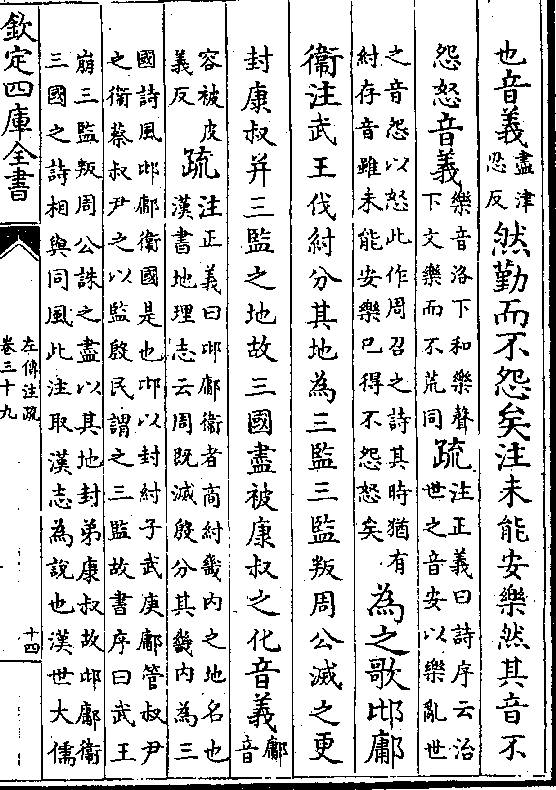 也音義盡津
忍反然勤而不怨矣注未能安樂然其音不
怨怒音義樂音洛下和樂聲
下文樂而不荒同疏注正義曰詩序云治
世之音安以樂亂世
之音怨以怒此作周召之詩其時猶有
紂存音雖未能安樂已得不怨怒矣為之歌邶鄘
衞注武王伐紂分其地為三監三監叛周公滅之更
封康叔并三監之地故三國盡被康叔之化音義鄘
音
容被皮
義反疏注正義曰邶鄘衛者商紂畿内之地名也
漢書地理志云周既滅殷分其畿内為三
國詩風邶鄘衛國是也邶以封紂子武庚鄘管叔尹
之衛蔡叔尹之以監殷民謂之三監故書序曰武王
崩三監叛周公誅之盡以其地封弟康叔故邶鄘衛
三國之詩相與同風此注取漢志為說也漢世大儒
欽定四庫全書
左傳注疏
卷三十九
十四